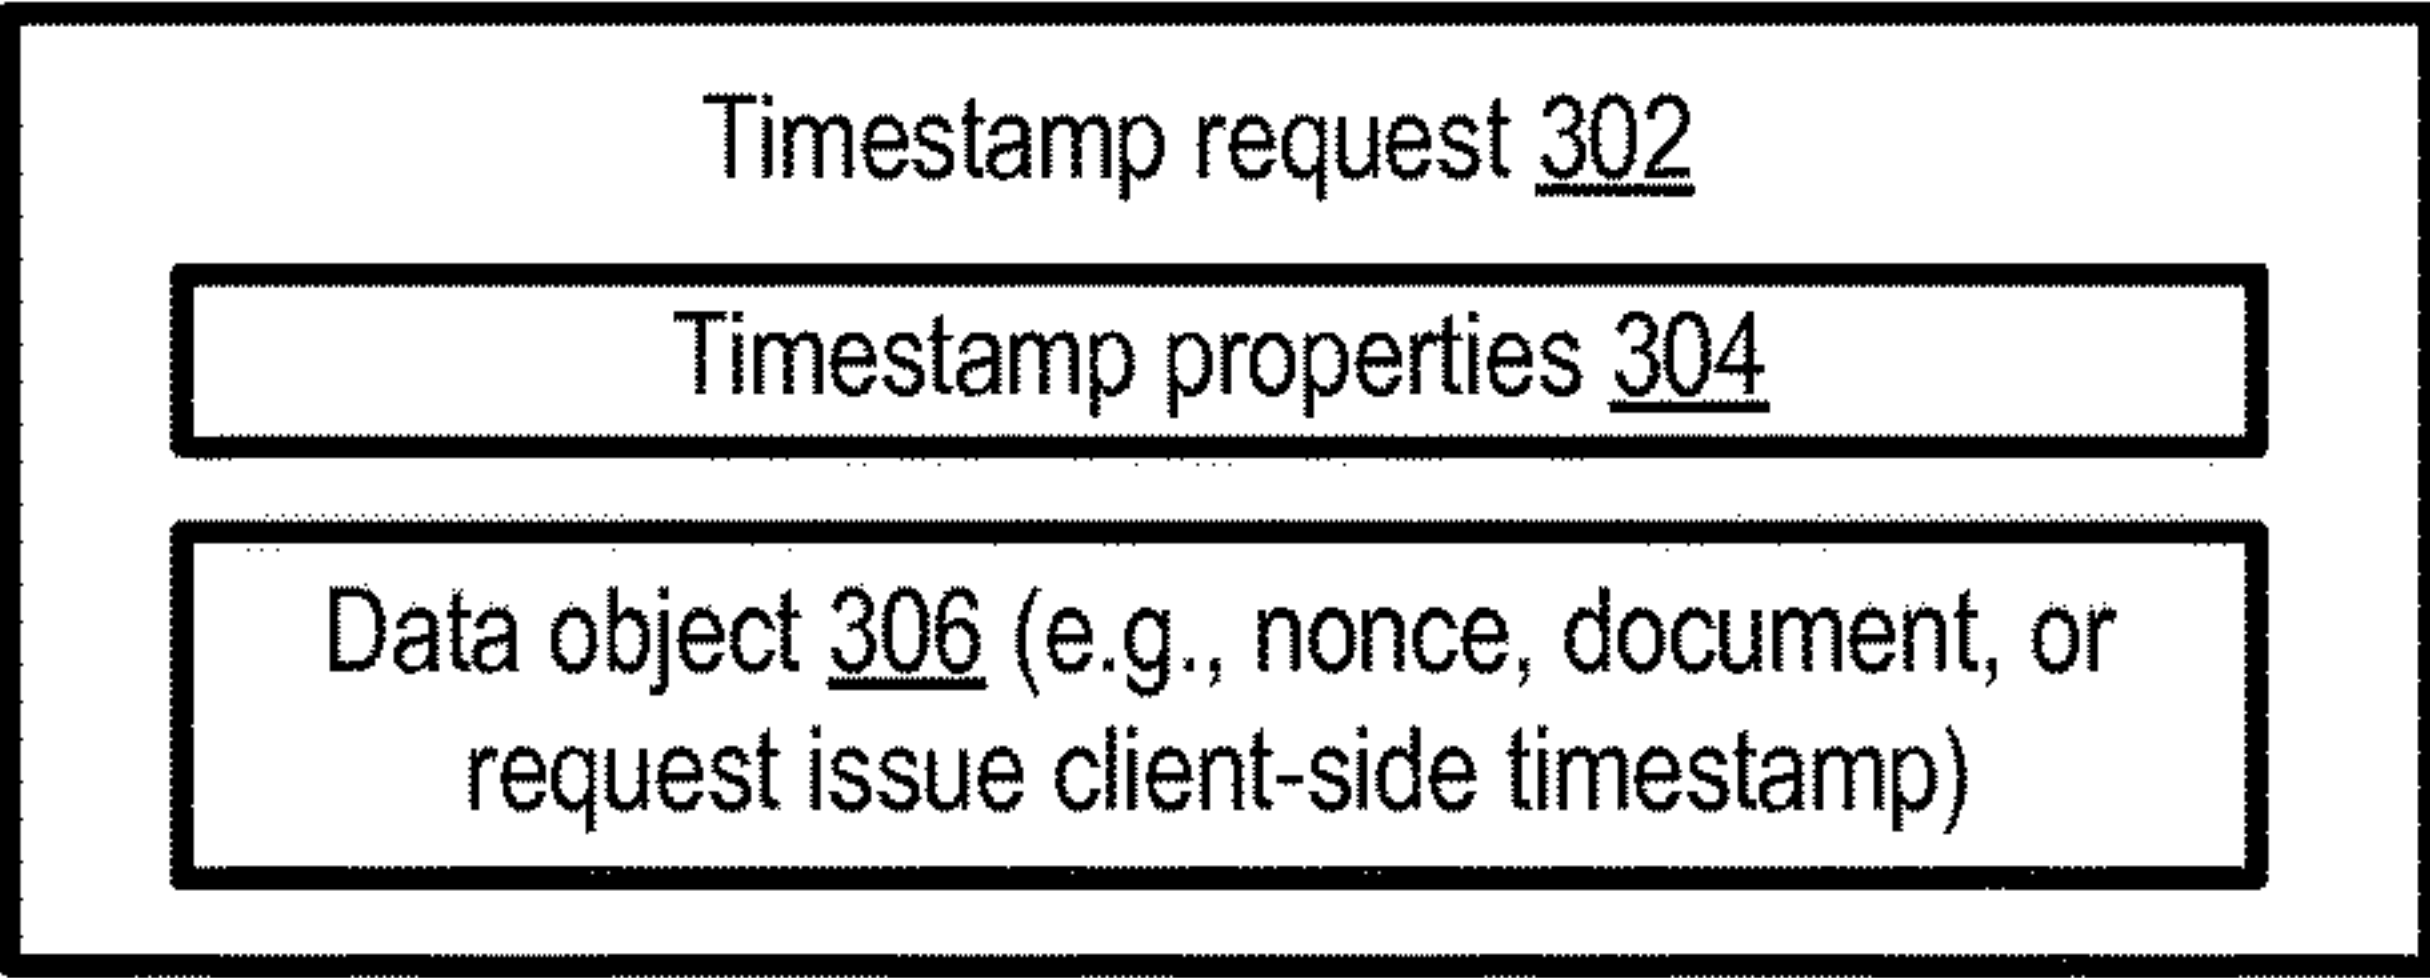 Timestamp request 302
Timestamp properties 304
Data object 306 (e.g., nonce, document, or
request issue client-side timestamp)